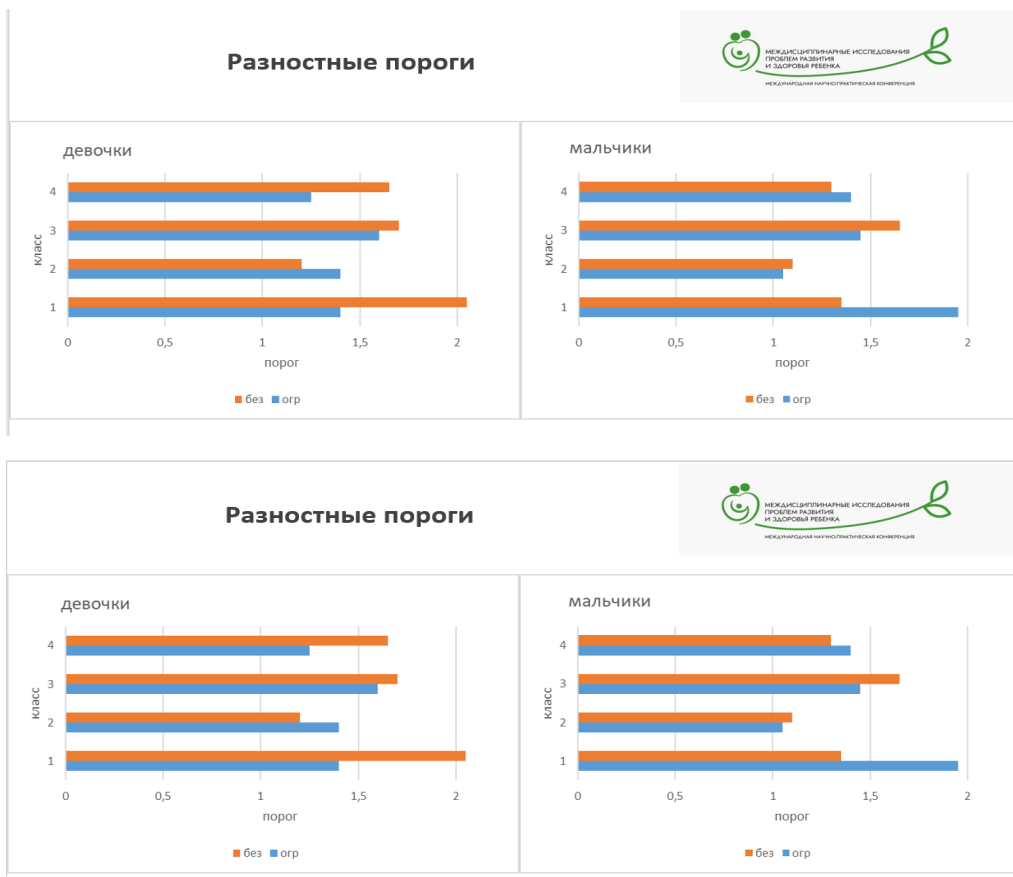 Разностные пороги
МЕЖДИСЦИПЛИНАРНЫЕ ИССЛЕДОВАНИЯ
ПРОБЛЕМ РАЗВИТИЯ
И ЗДОРОВЬЯ РЕБЕНКА
МЕЖДУНАРОДНАЯ НАУЧНО-ПРАКТИЧЕСКАЯ КОНФЕРЕНЦИЯ
девочки
класс
4
3
2
1
0 0,5 1 1,5 2
порог
без огр
мальчики
класс
4
3
2
1
0 0,5 1 1,5 2
порог
без огр
Разностные пороги
МЕЖДИСЦИПЛИНАРНЫЕ ИССЛЕДОВАНИЯ
ПРОБЛЕМ РАЗВИТИЯ
И ЗДОРОВЬЯ РЕБЕНКА
МЕЖДУНАРОДНАЯ НАУЧНО-ПРАКТИЧЕСКАЯ КОНФЕРЕНЦИЯ
девочки
класс
4
3
2
1
0 0,5 1 1,5 2
порог
без огр
мальчики
класс
4
3
2
1
0 0,5 1 1,5 2
порог
без огр